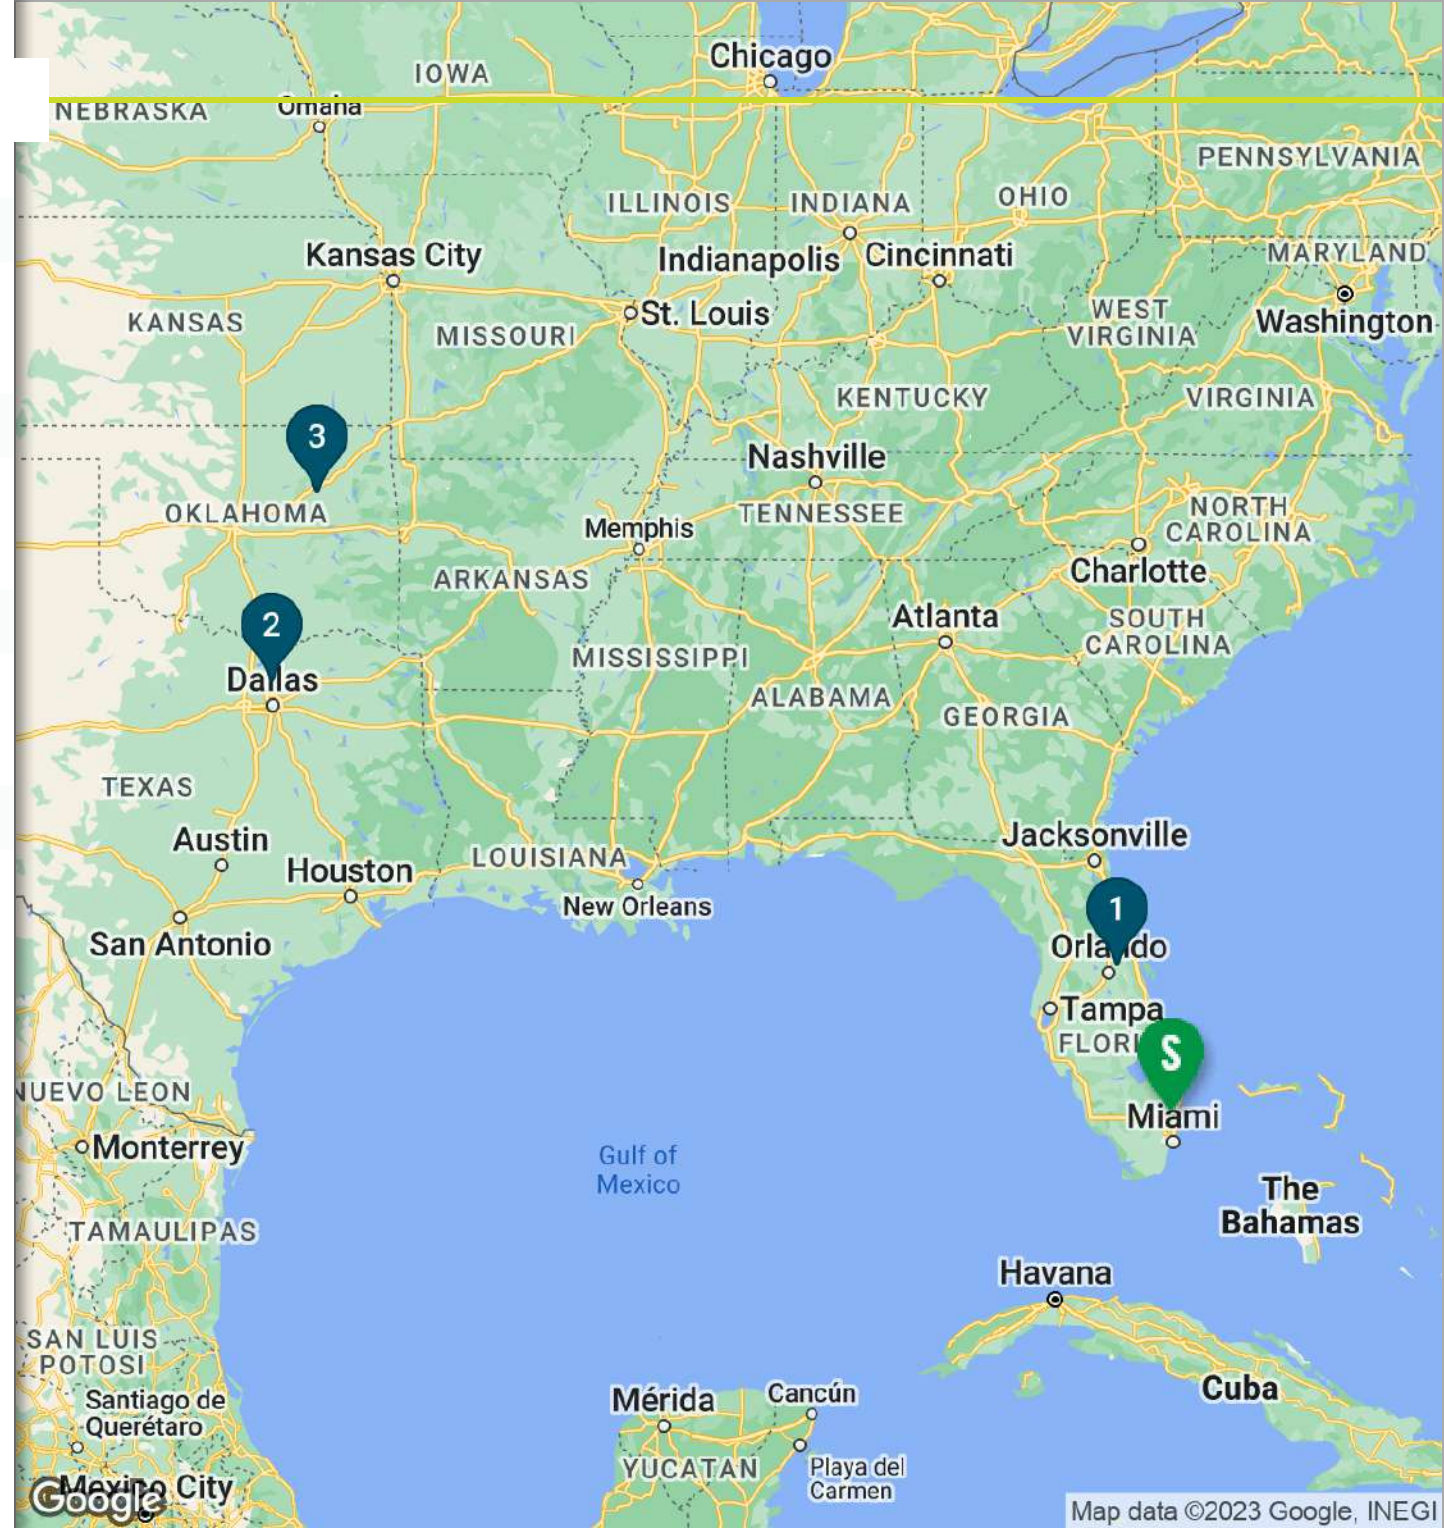 Chicago
IOWA
NEBRASKA
Omaha
PENNSYLVANIA
ILLINOIS
INDIANA
OHIO
Kansas City
Indianapolis
Cincinnati
MARYLAND
KANSAS
St. Louis
MISSOURI
WEST
VIRGINIA
Washington
KENTUCKY
VIRGINIA
3
Nashville
OKLAHOMA
TENNESSEE
NORTH
CAROLINA
Memphis
ARKANSAS
Charlotte
2
Atlanta
SOUTH
CAROLINA
Dallas
MISSISSIPPI
ALABAMA
GEORGIA
TEXAS
Austin
Houston
LOUISIANA
Jacksonville
New Orleans
1
San Antonio
Orlando
Tampa
FLORI
S
NUEVO LEON
Miami
Monterrey
Gulf of
Mexico
The
Bahamas
TAMAULIPAS
Havana
SAN LUIS
POTOSI
Cuba
Santiago de
Querétaro
Mérida
Cancún
YUCATAN
Playa del
Carmen
Mexico City
Google
Map data ©2023 Google, INEGI